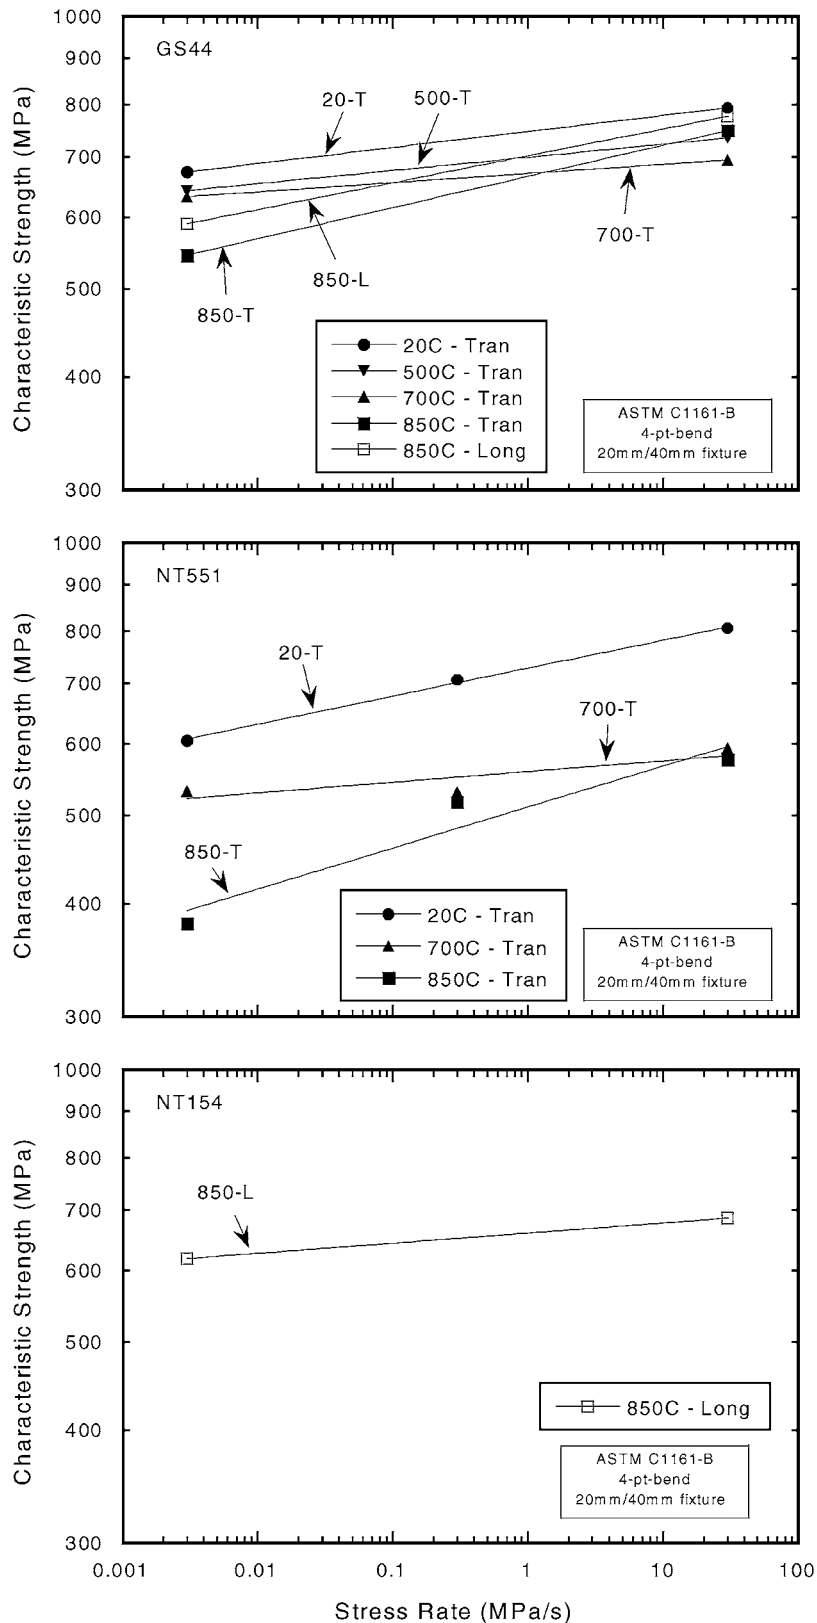 1000
900
800
700
600
500
400
300
Characteristic Strength (MPa)
GS44
20-T
500-T
700-T
850-L
850-T
20C - Tran
500C - Tran
700C - Tran
850C - Tran
850C - Long
ASTM C1161-B
4-pt-bend
20mm/40mm fixture
1000
900
800
700
600
500
400
300
Characteristic Strength (MPa)
NT551
20-T
700-T
850-T
20C - Tran
700C - Tran
850C - Tran
ASTM C1161-B
4-pt-bend
20mm/40mm fixture
1000
900
800
700
600
500
400
300
Characteristic Strength (MPa)
NT154
850-L
850C - Long
ASTM C1161-B
4-pt-bend
20mm/40mm fixture
0.001 0.01 0.1 1 10 100
Stress Rate (MPa/s)